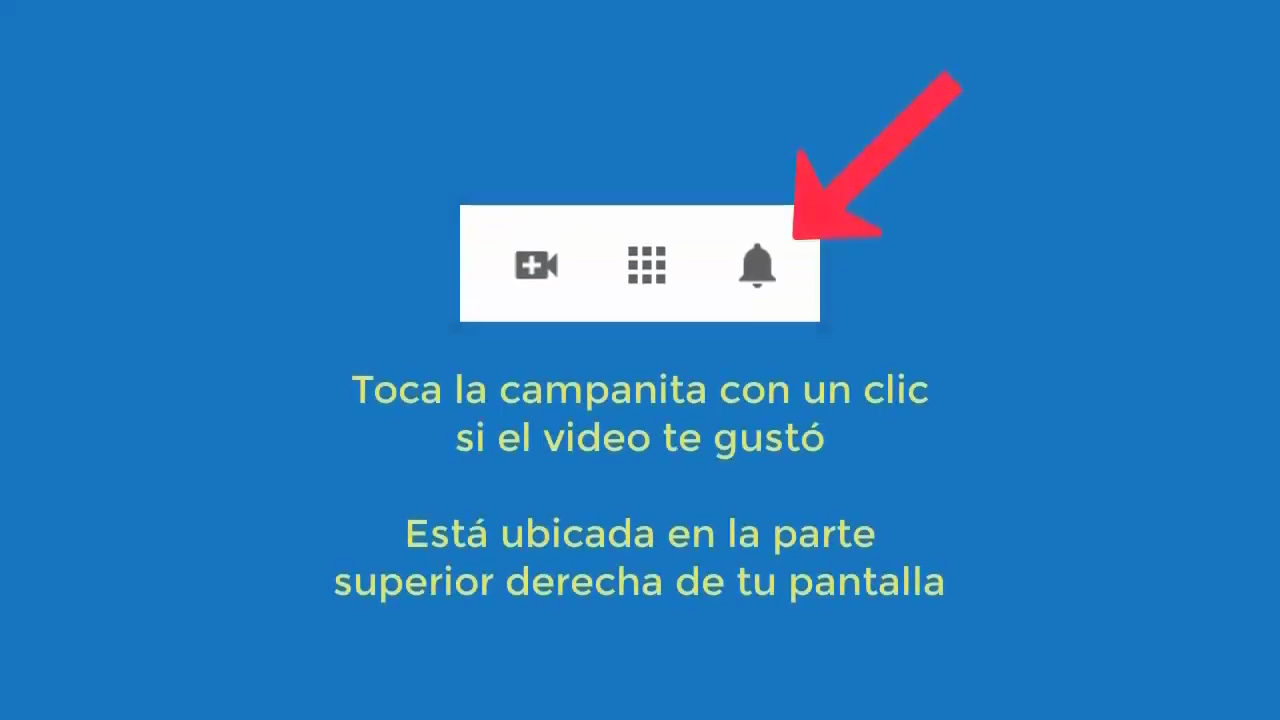 Toca la campanita con un clic
si el video te gustó
Está ubicada en la parte
superior derecha de tu pantalla